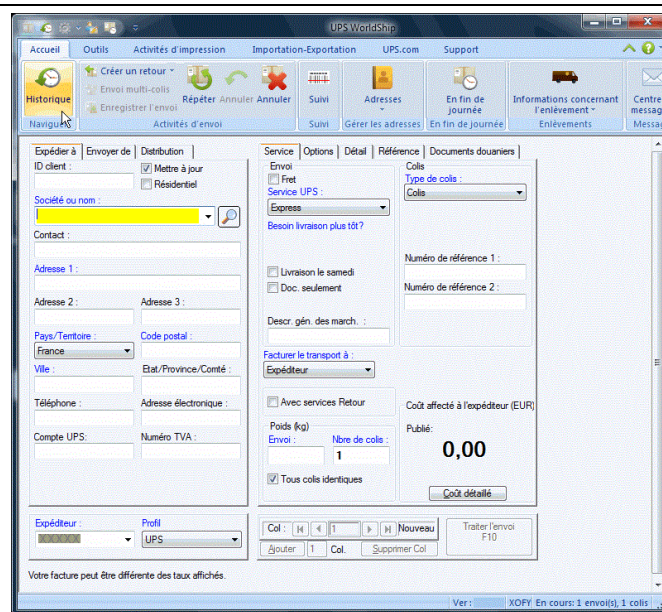 UPS WorldShip
Accueil Outils Activités d'impression Importation-Exportation UPS.com Support
Historique
Créer un retour
Envoi multi-colis
Enregistrer l'envoi
Répéter Annuler Annuler
Suivi
Adresses
En fin de journée
Informations concernant l'enlèvement
Centre messag
Navigue Activités d'envoi Suivi Gérer les adresses En fin de journée Enlèvements Messa
Expédier à Envoyer de Distribution
ID client :
Mettre à jour
Résidentiel
Société ou nom :
Contact :
Adresse 1 :
Adresse 2 : Adresse 3 :
Pays/Territoire : Code postal :
France
Ville : Etat/Province/Comté :
Téléphone : Adresse électronique :
Compte UPS: Numéro TVA :
Expéditeur : Profil
XXXXXX UPS
Service Options Détail Référence Documents douaniers
Envoi
Fret
Service UPS :
Express
Besoin livraison plus tôt?
Livraison le samedi
Doc. seulement
Descr. gén. des march. :
Facturer le transport à :
Expéditeur
Avec services Retour
Poids (kg)
Envoi : Nbre de colis :
1
Tous colis identiques
Colis
Type de colis :
Colis
Numéro de référence 1 :
Numéro de référence 2 :
Coût affecté à l'expéditeur (EUR)
Publié:
0,00
Coût détaillé
Col : 1 Nouveau
Ajouter 1 Col. Supprimer Col
Traiter l'envoi
F10
Votre facture peut être différente des taux affichés.
Ver : XOFY En cours: 1 envoi(s), 1 colis